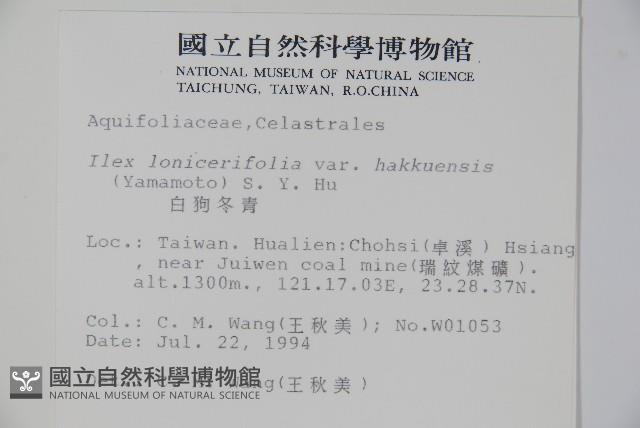 國立自然科學博物館
NATIONAL MUSEUM OF NATURAL SCIENCE
TAICHUNG, TAIWAN, R.O.CHINA
Aquifoliaceae,Celastrales
Ilex lonicerifolia var. hakkuensis
(Yamamoto) S. Y. Hu
白狗冬青
Loc.: Taiwan. Hualien:Chohsi(卓溪) Hsiang
, near Juiwen coal mine(瑞紋煤礦).
alt.1300m., 121.17.03E, 23.28.37N.
Col.: C. M. Wang(王秋美); No.W01053
Date: Jul. 22, 1994
Wang(王秋美)
國立自然科學博物館
NATIONAL MUSEUM OF NATURAL SCIENCE